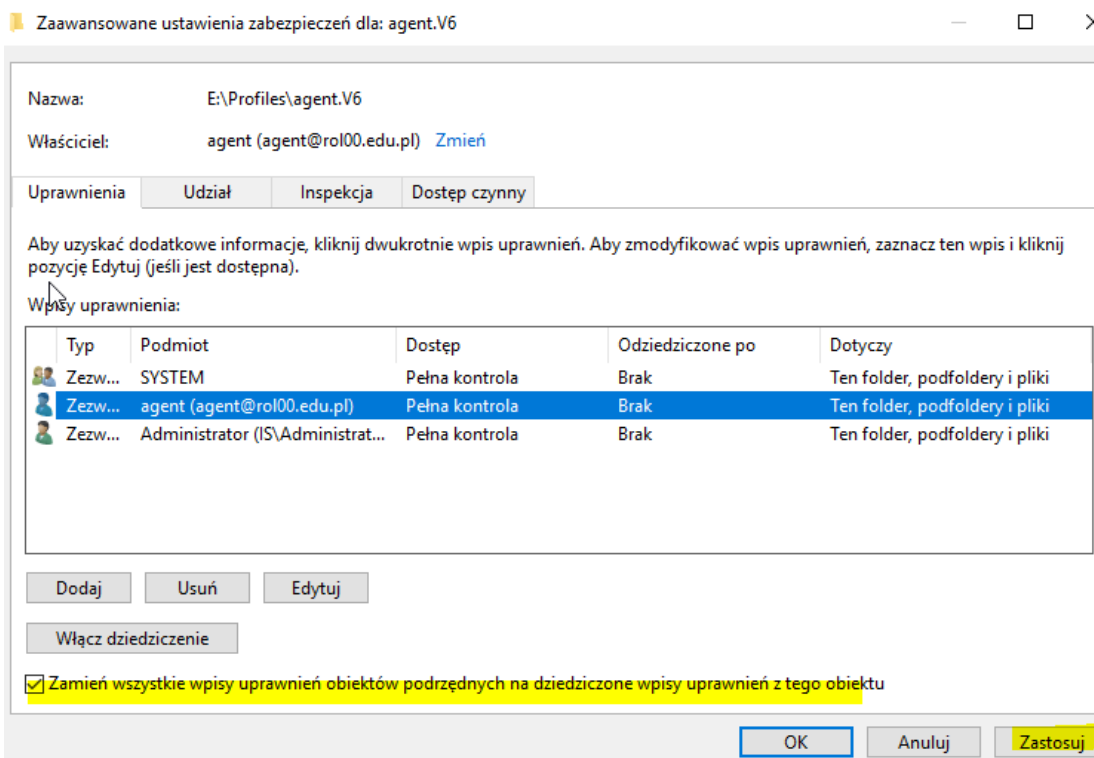 Zaawansowane ustawienia zabezpieczeń dla: agent.V6
Nazwa: E:\Profiles\agent.V6
Właściciel: agent (agent@rol00.edu.pl) Zmień
Uprawnienia Udział Inspekcja Dostęp czynny
Aby uzyskać dodatkowe informacje, kliknij dwukrotnie wpis uprawnień. Aby zmodyfikować wpis uprawnień, zaznacz ten wpis i kliknij
pozycję Edytuj (jeśli jest dostępna).
Wpisy uprawnienia:
Typ Podmiot Dostęp Odziedziczone po Dotyczy
Zezw... SYSTEM Pełna kontrola Brak Ten folder, podfoldery i pliki
Zezw... agent (agent@rol00.edu.pl) Pełna kontrola Brak Ten folder, podfoldery i pliki
Zezw... Administrator (IS\Administrat... Pełna kontrola Brak Ten folder, podfoldery i pliki
Dodaj Usuń Edytuj
Włącz dziedziczenie
Zamień wszystkie wpisy uprawnień obiektów podrzędnych na dziedziczone wpisy uprawnień z tego obiektu
OK Anuluj Zastosuj